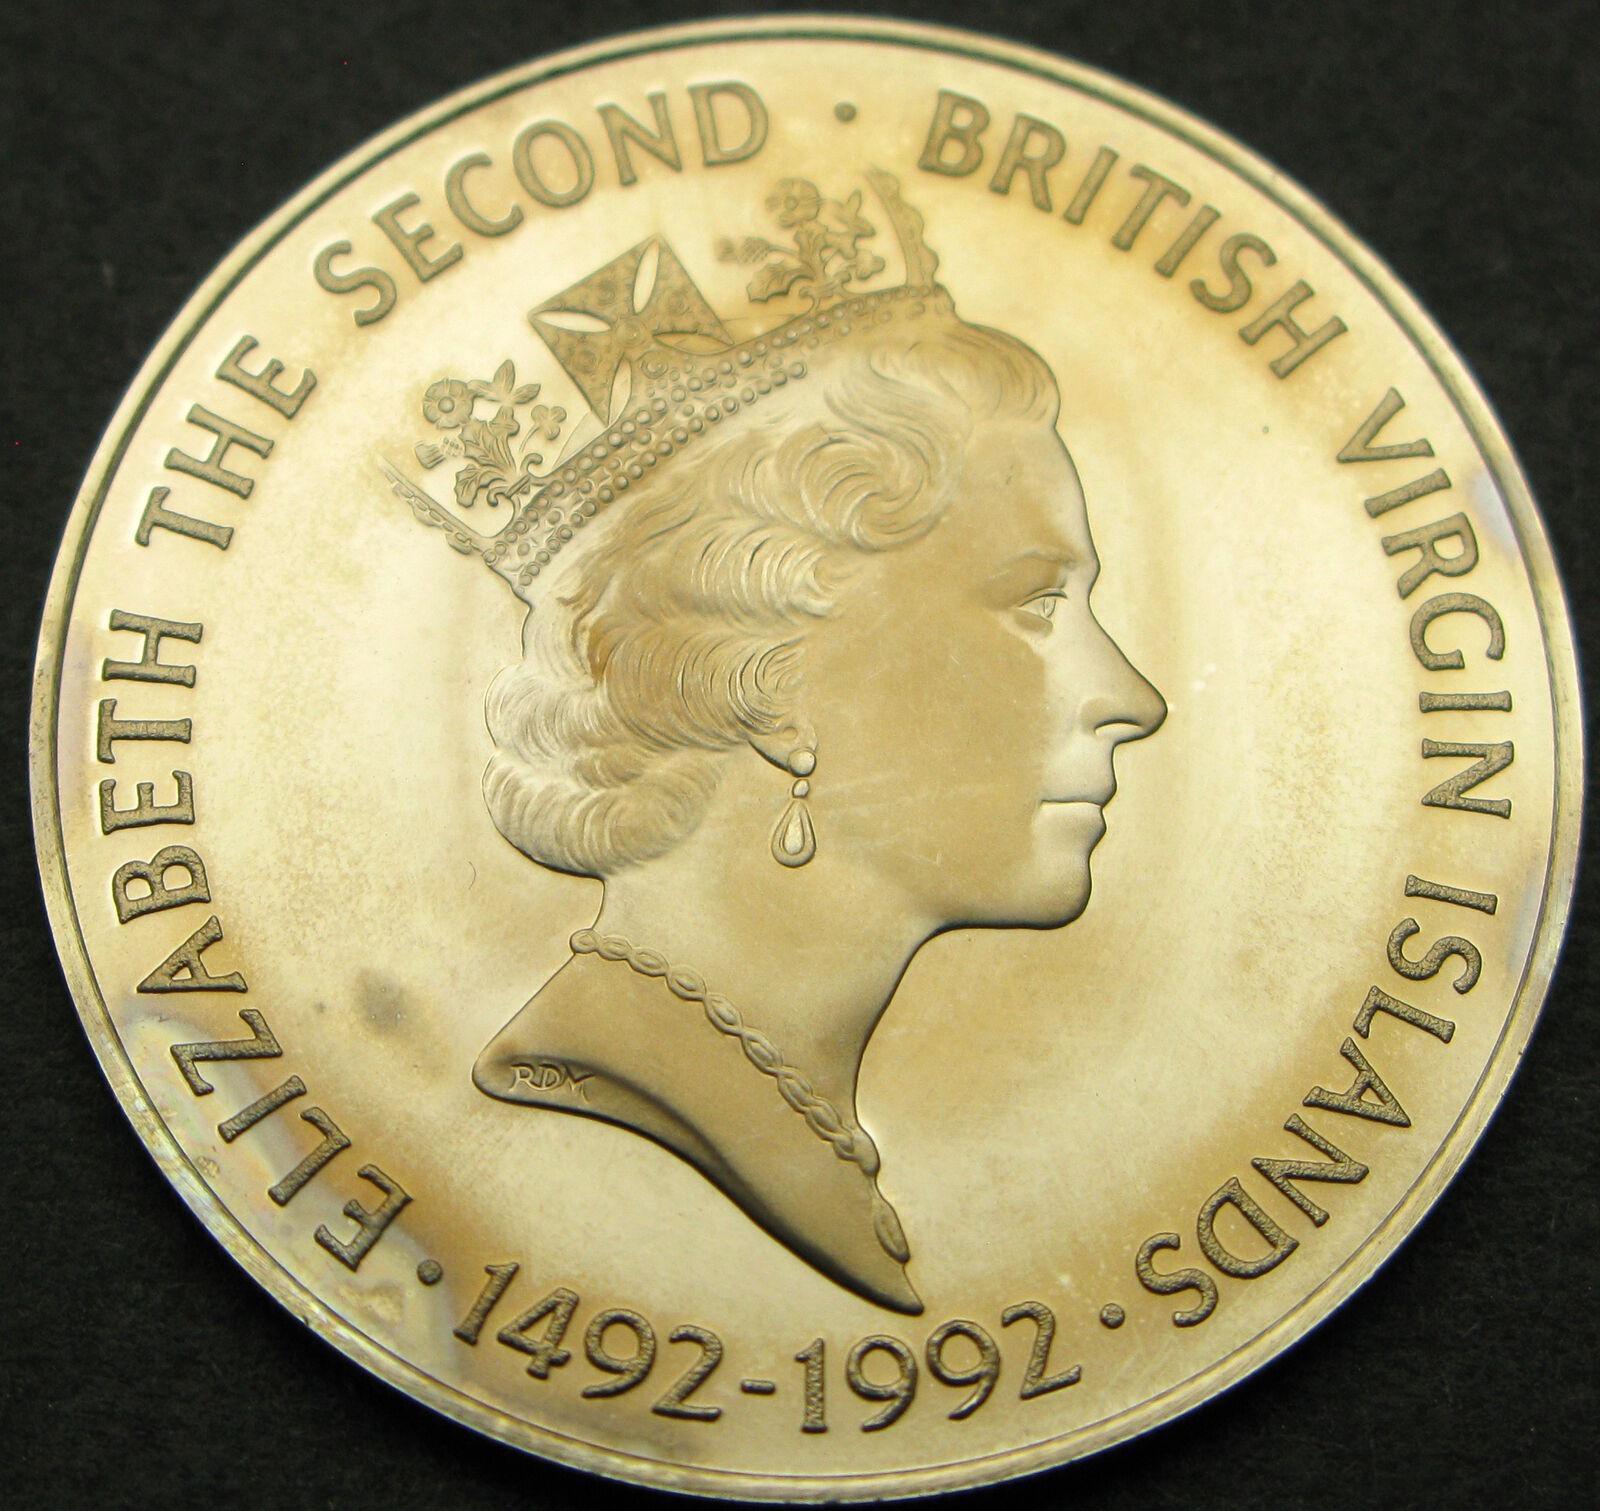 ELIZABETH THE SECOND · BRITISH VIRGIN ISLANDS ·
1492-1992 ·
RDM